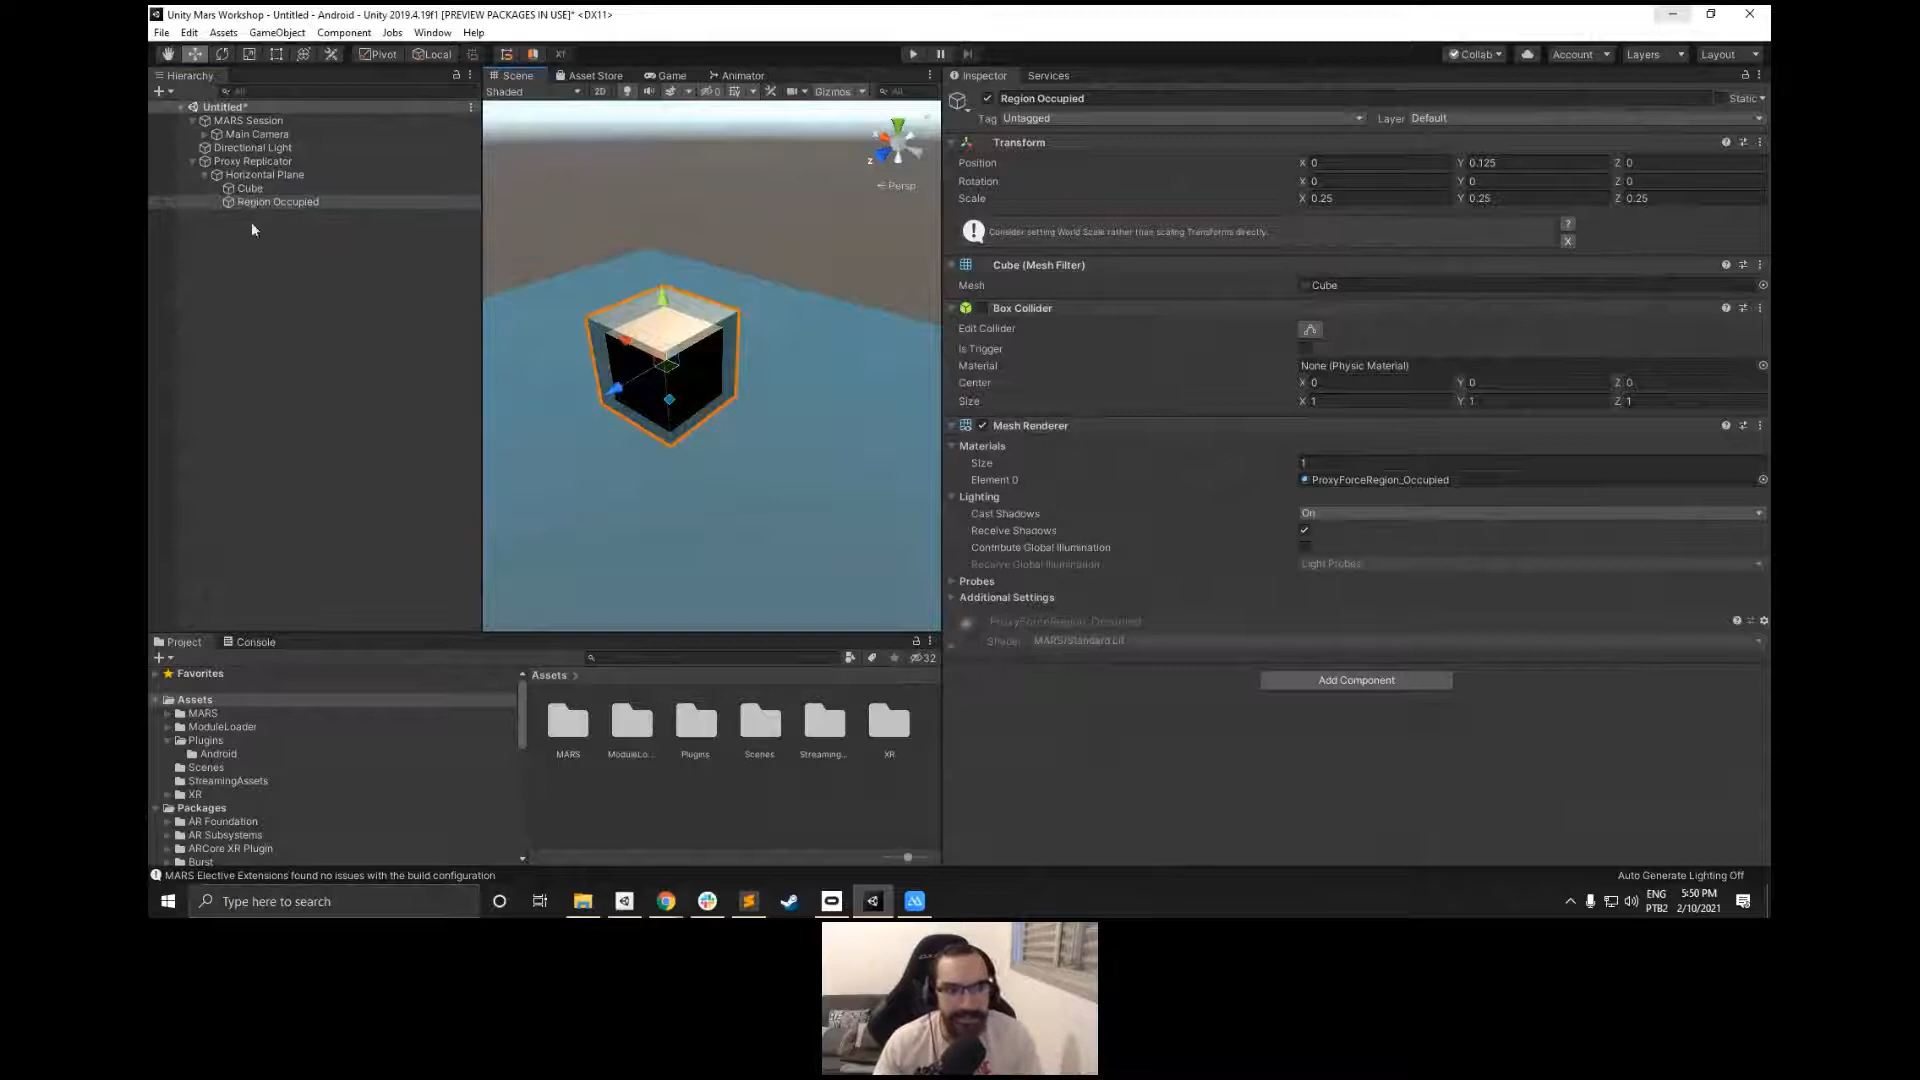 Unity Mars Workshop - Untitled - Android - Unity 2019.4.19f1 [PREVIEW PACKAGES IN USE]* <DX11>
File Edit Assets GameObject Component Jobs Window Help
Pivot Local Collab Account Layers Layout
Hierarchy
All
Untitled*
MARS Session
Main Camera
Directional Light
Proxy Replicator
Horizontal Plane
Cube
Region Occupied
Scene Asset Store Game Animator
Shaded 2D 0 Gizmos All
x
z
Persp
Inspector Services
Region Occupied Static
Tag Untagged Layer Default
Transform
Position X 0 Y 0.125 Z 0
Rotation X 0 Y 0 Z 0
Scale X 0.25 Y 0.25 Z 0.25
Consider setting World Scale rather than scaling Transforms directly.
?
X
Cube (Mesh Filter)
Mesh Cube
Box Collider
Edit Collider
Is Trigger
Material None (Physic Material)
Center X 0 Y 0 Z 0
Size X 1 Y 1 Z 1
Mesh Renderer
Materials
Size 1
Element 0 ProxyForceRegion_Occupied
Lighting
Cast Shadows On
Receive Shadows
Contribute Global Illumination
Receive Global Illumination Light Probes
Probes
Additional Settings
ProxyForceRegion_Occupied
Shader MARS/Standard Lit
Add Component
Project Console
32
Favorites
Assets
MARS
ModuleLoader
Plugins
Android
Scenes
StreamingAssets
XR
Packages
AR Foundation
AR Subsystems
ARCore XR Plugin
Burst
Assets
MARS ModuleLo... Plugins Scenes Streaming... XR
MARS Elective Extensions found no issues with the build configuration
Auto Generate Lighting Off
Type here to search
ENG
PTB2
5:50 PM
2/10/2021